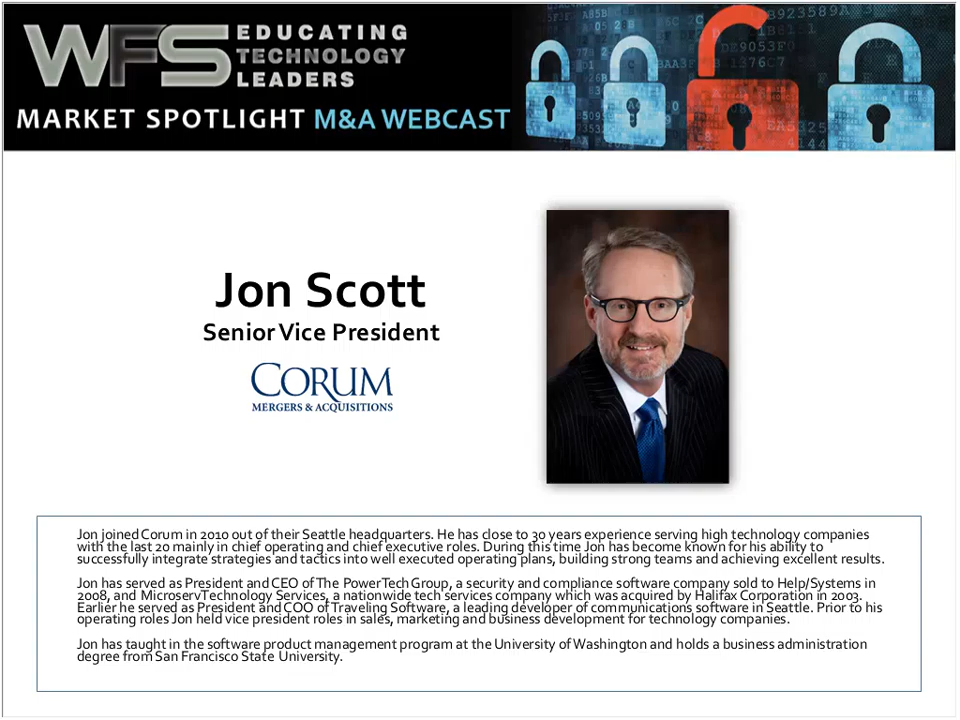 WFS EDUCATING
TECHNOLOGY
LEADERS
MARKET SPOTLIGHT M&A WEBCAST
Jon Scott
Senior Vice President
CORUM
MERGERS & ACQUISITIONS
Jon joined Corum in 2010 out of their Seattle headquarters. He has close to 30 years experience serving high technology companies
with the last 20 mainly in chief operating and chief executive roles. During this time Jon has become known for his ability to
successfully integrate strategies and tactics into well executed operating plans, building strong teams and achieving excellent results.
Jon has served as President and CEO of The PowerTech Group, a security and compliance software company sold to Help/Systems in
2008, and Microserv Technology Services, a nationwide tech services company which was acquired by Halifax Corporation in 2003.
Earlier he served as President and COO of Traveling Software, a leading developer of communications software in Seattle. Prior to his
operating roles Jon held vice president roles in sales, marketing and business development for technology companies.
Jon has taught in the software product management program at the University of Washington and holds a business administration
degree from San Francisco State University.